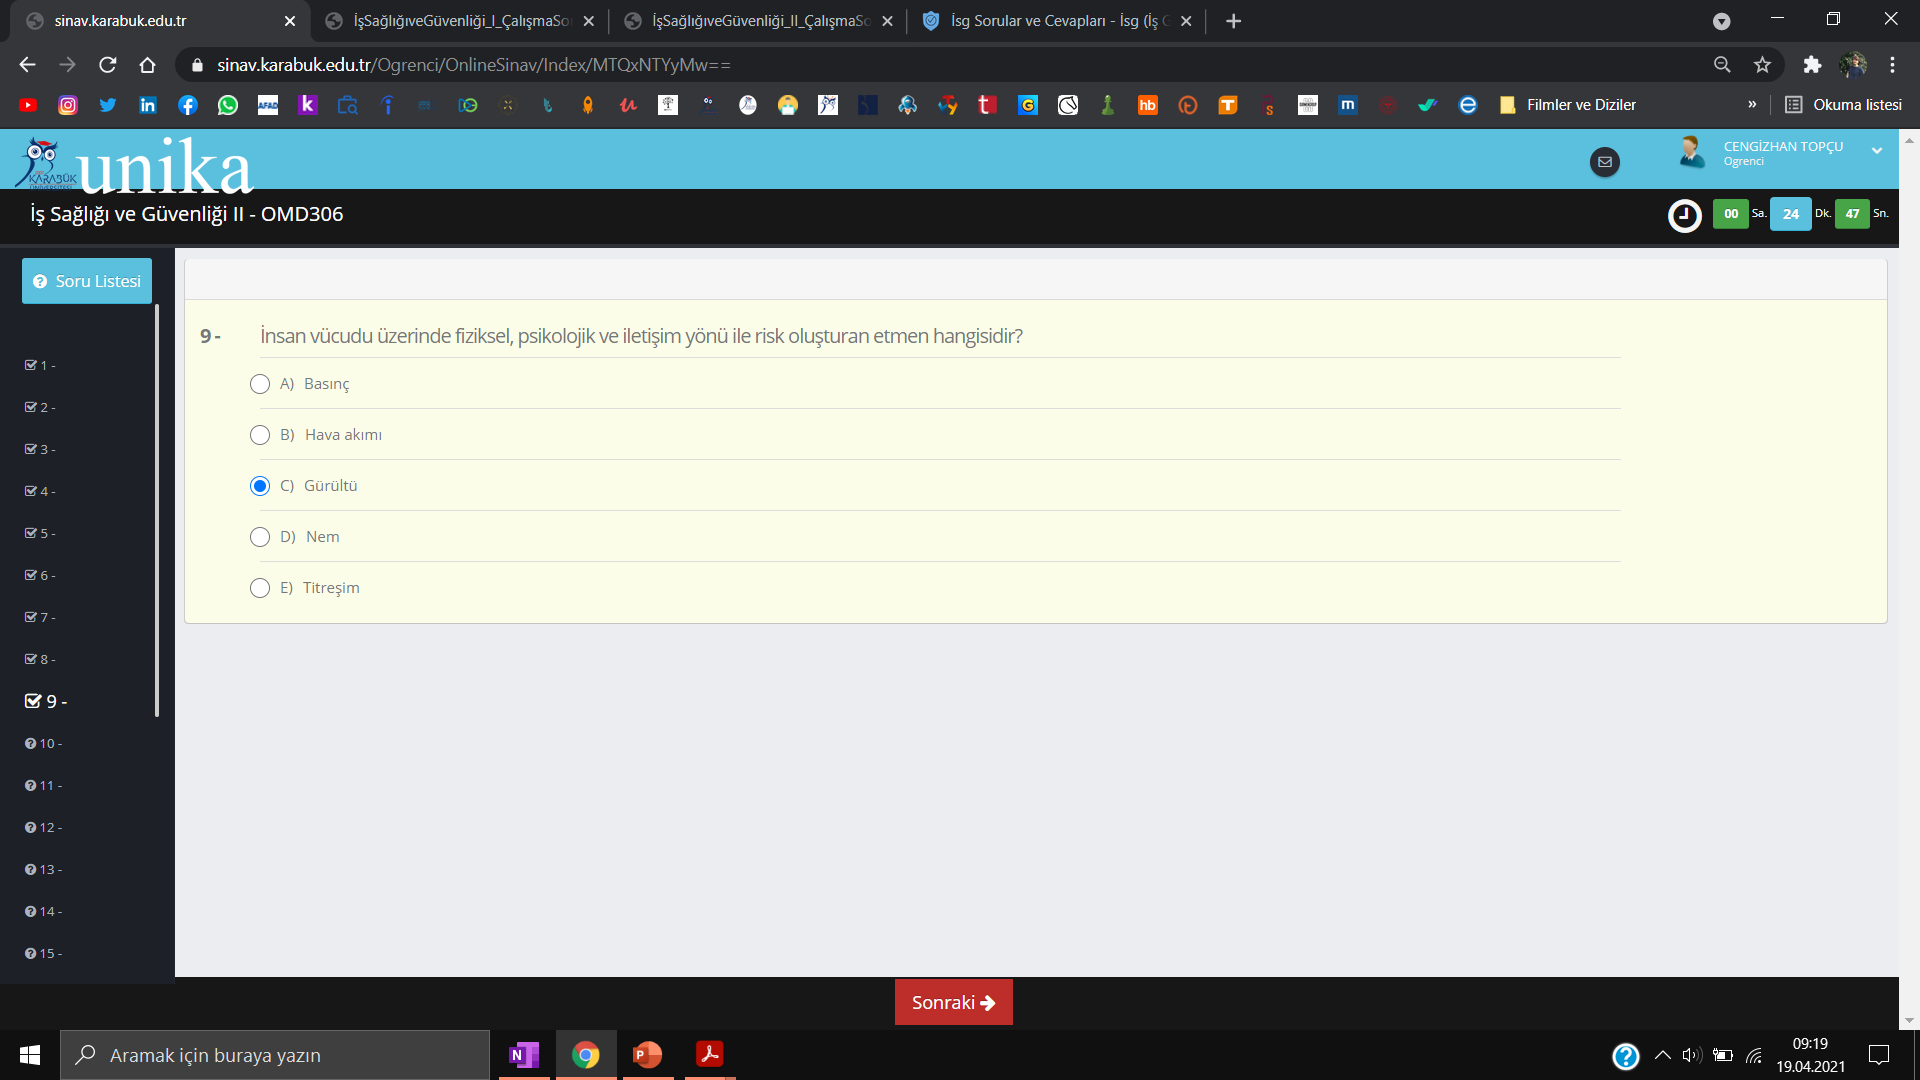 sinav.karabuk.edu.tr
İşSağlığıveGüvenliği_I_ÇalışmaSo
İşSağlığıveGüvenliği_II_ÇalışmaSo
İsg Sorular ve Cevapları - İsg (İş G
sinav.karabuk.edu.tr/Ogrenci/OnlineSinav/Index/MTQxNTYyMw==
Filmler ve Diziler
»
Okuma listesi
KARABÜK
unika
CENGİZHAN TOPÇU
Ogrenci
İş Sağlığı ve Güvenliği II - OMD306
00 Sa. 24 Dk. 47 Sn.
Soru Listesi
1 -
2 -
3 -
4 -
5 -
6 -
7 -
8 -
9 -
10 -
11 -
12 -
13 -
14 -
15 -
9 - İnsan vücudu üzerinde fiziksel, psikolojik ve iletişim yönü ile risk oluşturan etmen hangisidir?
A) Basınç
B) Hava akımı
C) Gürültü
D) Nem
E) Titreşim
Sonraki
Aramak için buraya yazın
09:19
19.04.2021